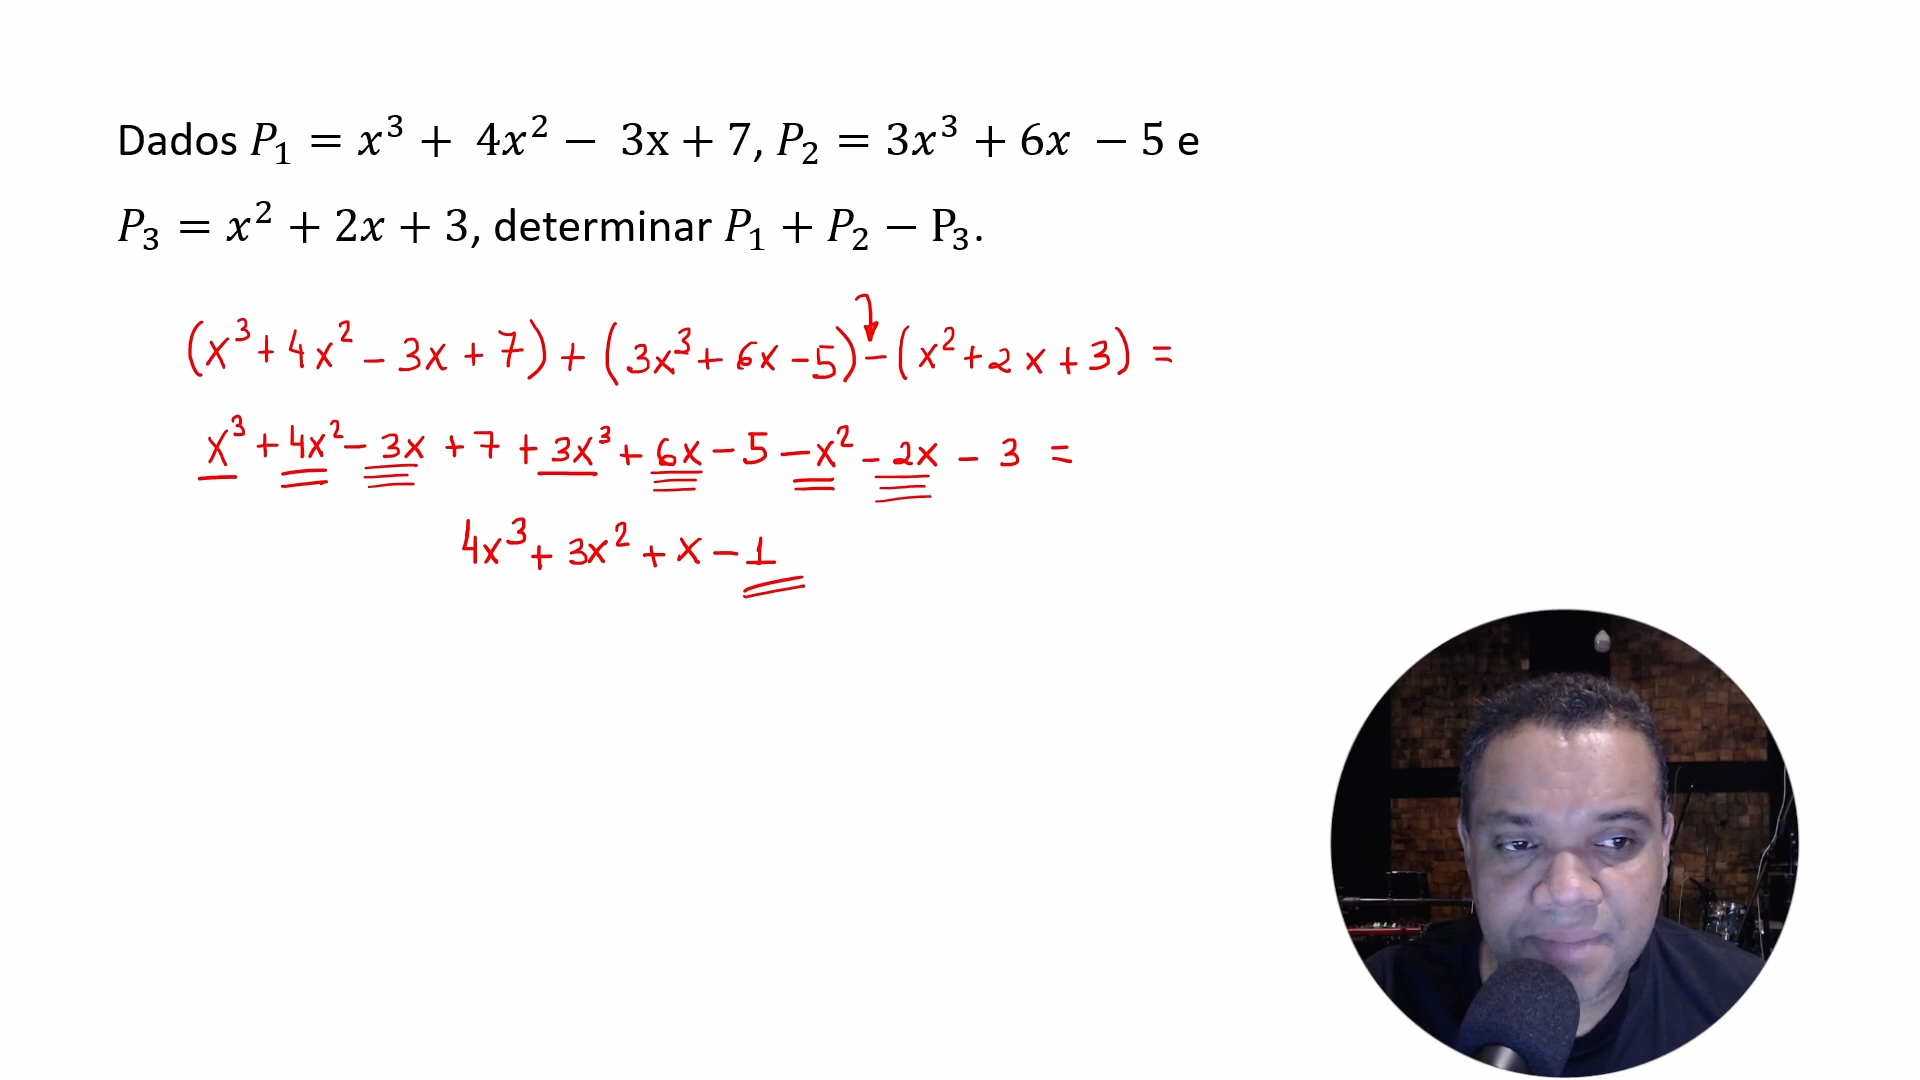 Dados P₁ = x³ + 4x² − 3x + 7, P₂ = 3x³ + 6x − 5 e
P₃ = x² + 2x + 3, determinar P₁ + P₂ − P₃.
(x³ + 4x² − 3x + 7) + (3x³ + 6x − 5) − (x² + 2x + 3) =
x³ + 4x² − 3x + 7 + 3x³ + 6x − 5 − x² − 2x − 3 =
4x³ + 3x² + x − 1